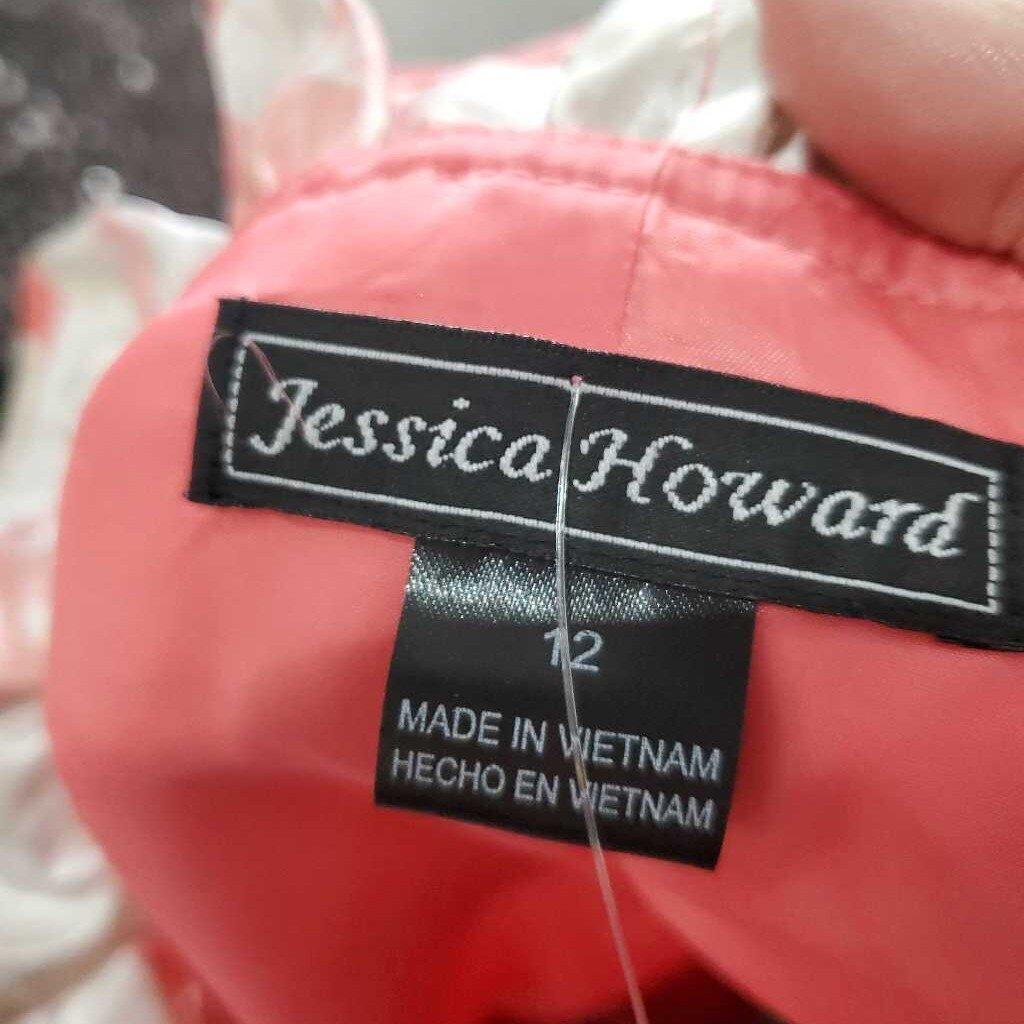 Jessica Howard
12
MADE IN VIETNAM
HECHO EN VIETNAM